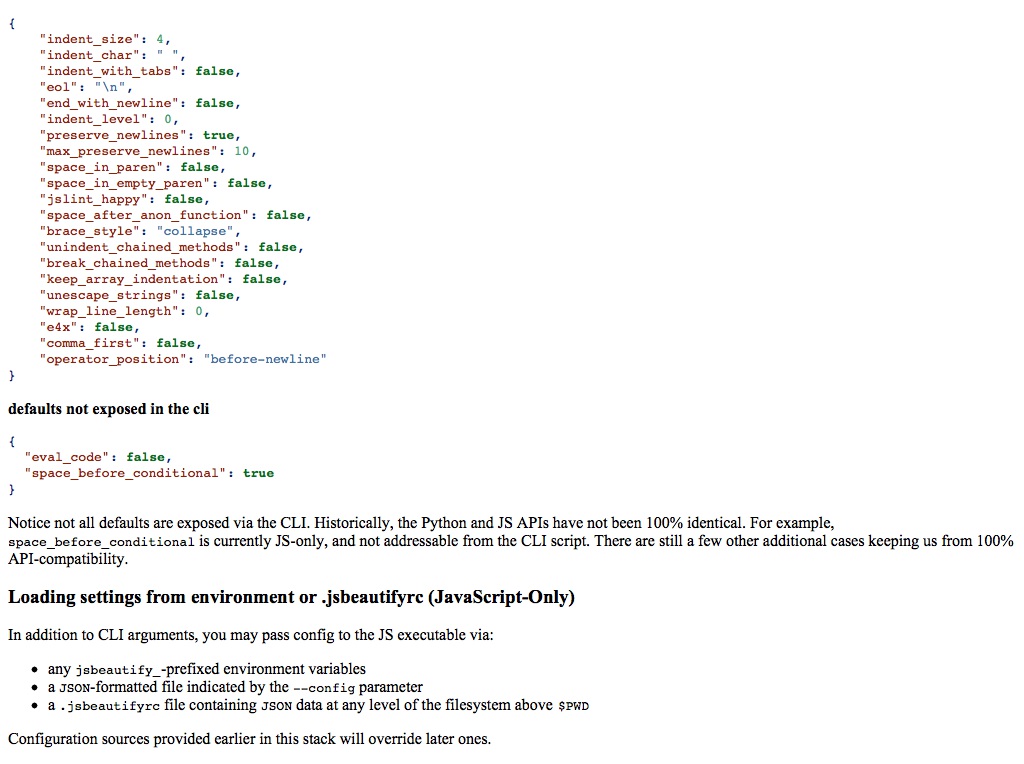 {
    "indent_size": 4,
    "indent_char": " ",
    "indent_with_tabs": false,
    "eol": "\n",
    "end_with_newline": false,
    "indent_level": 0,
    "preserve_newlines": true,
    "max_preserve_newlines": 10,
    "space_in_paren": false,
    "space_in_empty_paren": false,
    "jslint_happy": false,
    "space_after_anon_function": false,
    "brace_style": "collapse",
    "unindent_chained_methods": false,
    "break_chained_methods": false,
    "keep_array_indentation": false,
    "unescape_strings": false,
    "wrap_line_length": 0,
    "e4x": false,
    "comma_first": false,
    "operator_position": "before-newline"
}
defaults not exposed in the cli
{
  "eval_code": false,
  "space_before_conditional": true
}
Notice not all defaults are exposed via the CLI. Historically, the Python and JS APIs have not been 100% identical. For example,
space_before_conditional is currently JS-only, and not addressable from the CLI script. There are still a few other additional cases keeping us from 100%
API-compatibility.
Loading settings from environment or .jsbeautifyrc (JavaScript-Only)
In addition to CLI arguments, you may pass config to the JS executable via:
• any jsbeautify_-prefixed environment variables
• a JSON-formatted file indicated by the --config parameter
• a .jsbeautifyrc file containing JSON data at any level of the filesystem above $PWD
Configuration sources provided earlier in this stack will override later ones.